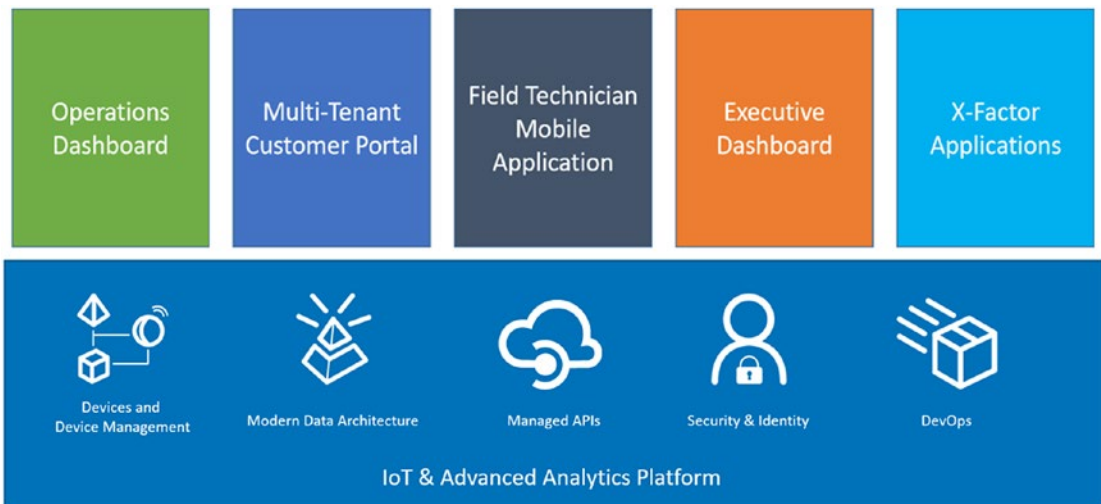 Operations
Dashboard
Multi-Tenant
Customer Portal
Field Technician
Mobile
Application
Executive
Dashboard
X-Factor
Applications
Devices and
Device Management
Modern Data Architecture
Managed APIs
Security & Identity
DevOps
IoT & Advanced Analytics Platform